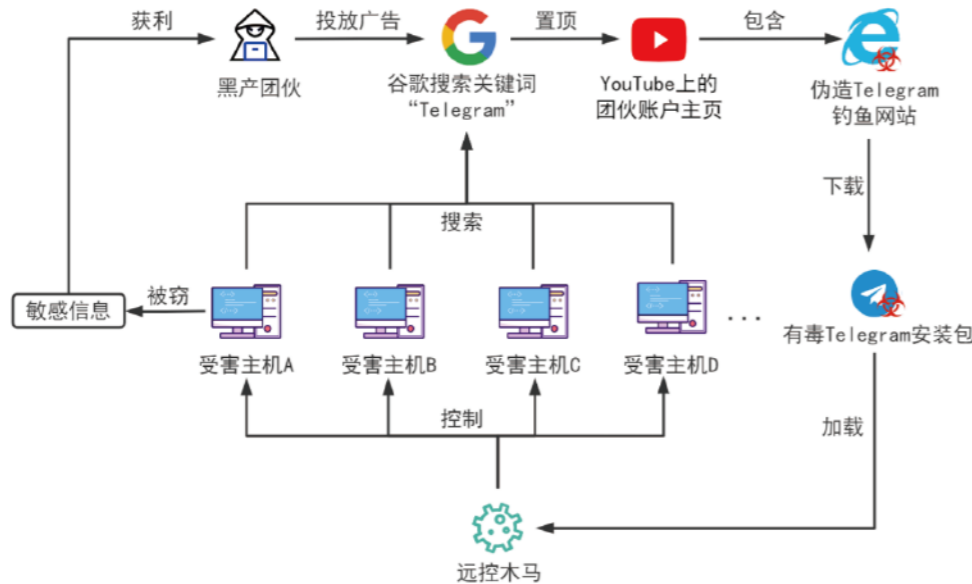 获利
投放广告
置顶
包含
黑产团伙
谷歌搜索关键词
“Telegram”
YouTube上的
团伙账户主页
伪造Telegram
钓鱼网站
下载
搜索
敏感信息
被窃
受害主机A
受害主机B
受害主机C
受害主机D
...
有毒Telegram安装包
控制
加载
远控木马